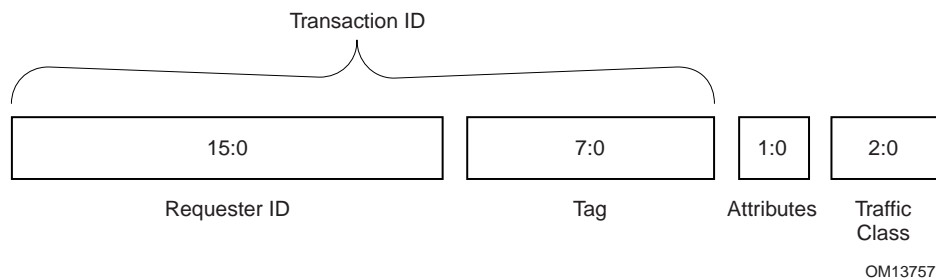 Transaction ID
15:0
7:0
1:0
2:0
Requester ID
Tag
Attributes
Traffic
Class
OM13757